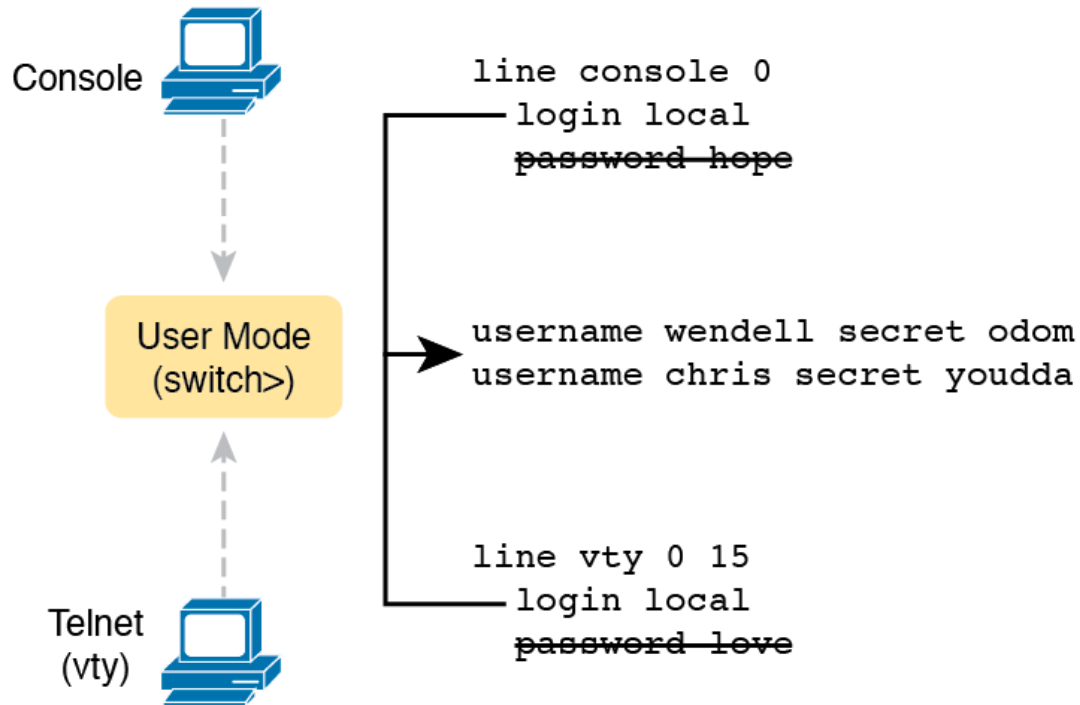 Console
line console 0
login local
password hope
User Mode
(switch>)
username wendell secret odom
username chris secret youdda
line vty 0 15
login local
password love
Telnet
(vty)